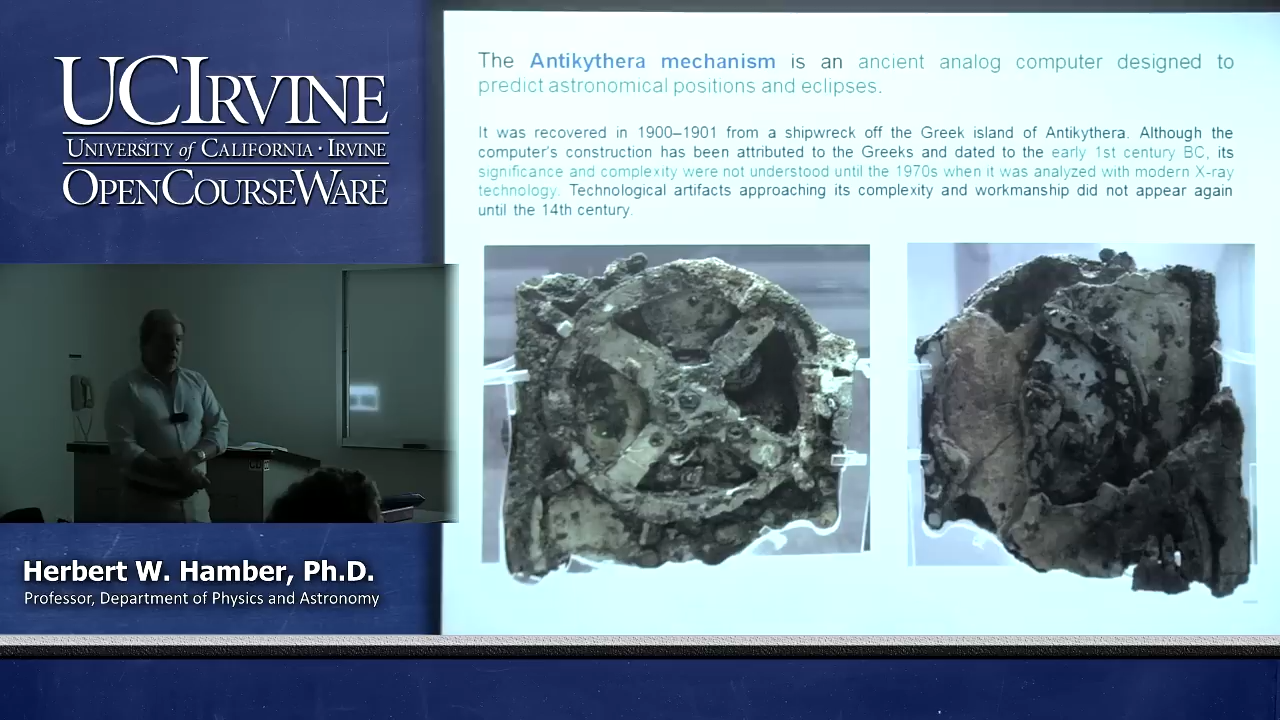 UCIRVINE
UNIVERSITY of CALIFORNIA · IRVINE
OPENCOURSEWARE
Herbert W. Hamber, Ph.D.
Professor, Department of Physics and Astronomy
The Antikythera mechanism is an ancient analog computer designed to
predict astronomical positions and eclipses.
It was recovered in 1900–1901 from a shipwreck off the Greek island of Antikythera. Although the
computer's construction has been attributed to the Greeks and dated to the early 1st century BC, its
significance and complexity were not understood until the 1970s when it was analyzed with modern X-ray
technology. Technological artifacts approaching its complexity and workmanship did not appear again
until the 14th century.